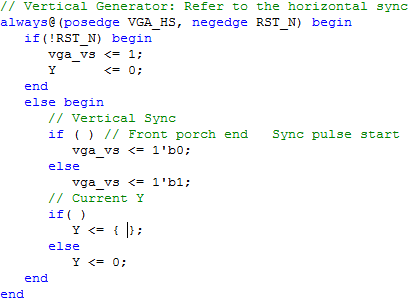 // Vertical Generator: Refer to the horizontal sync
always@(posedge VGA_HS, negedge RST_N) begin
if(!RST_N) begin
vga_vs <= 1;
Y <= 0;
end
else begin
// Vertical Sync
if ( ) // Front porch end Sync pulse start
vga_vs <= 1'b0;
else
vga_vs <= 1'b1;
// Current Y
if( )
Y <= { };
else
Y <= 0;
end
end